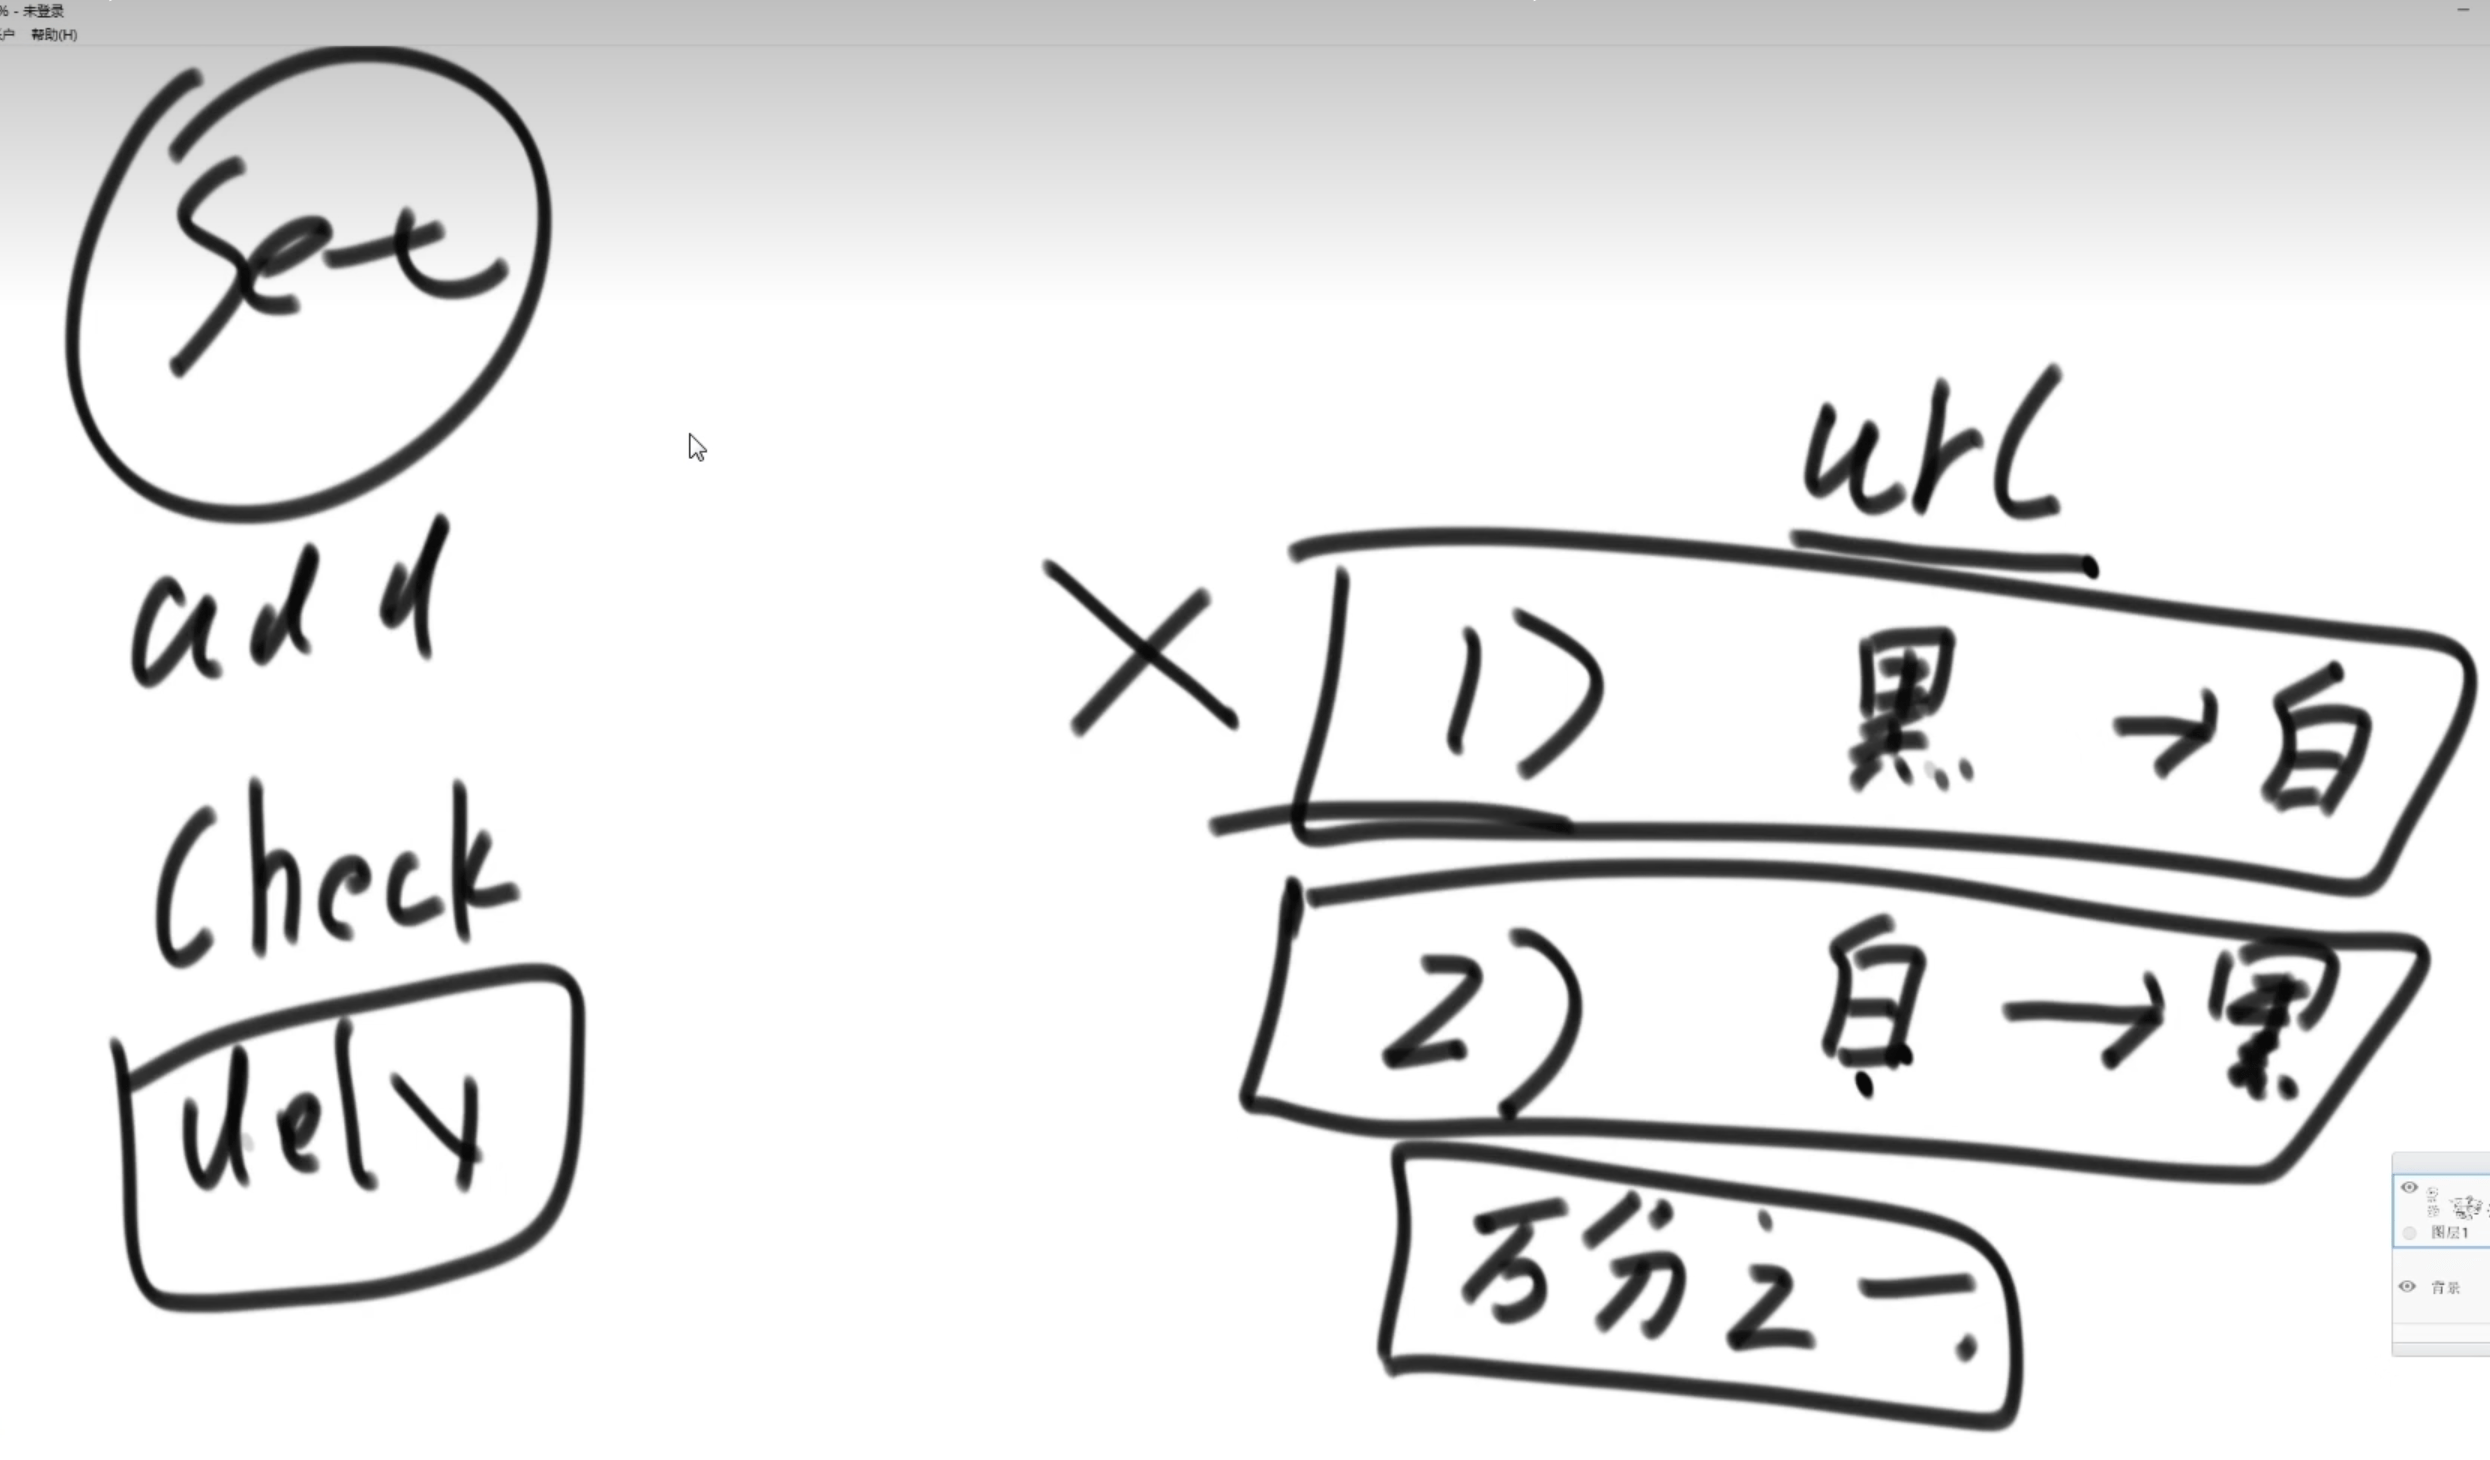 % - 未登录
户 帮助(H)
Set
add
check
del
url
1) 黑 → 白
2) 白 → 黑
万分之一
图层1
背景